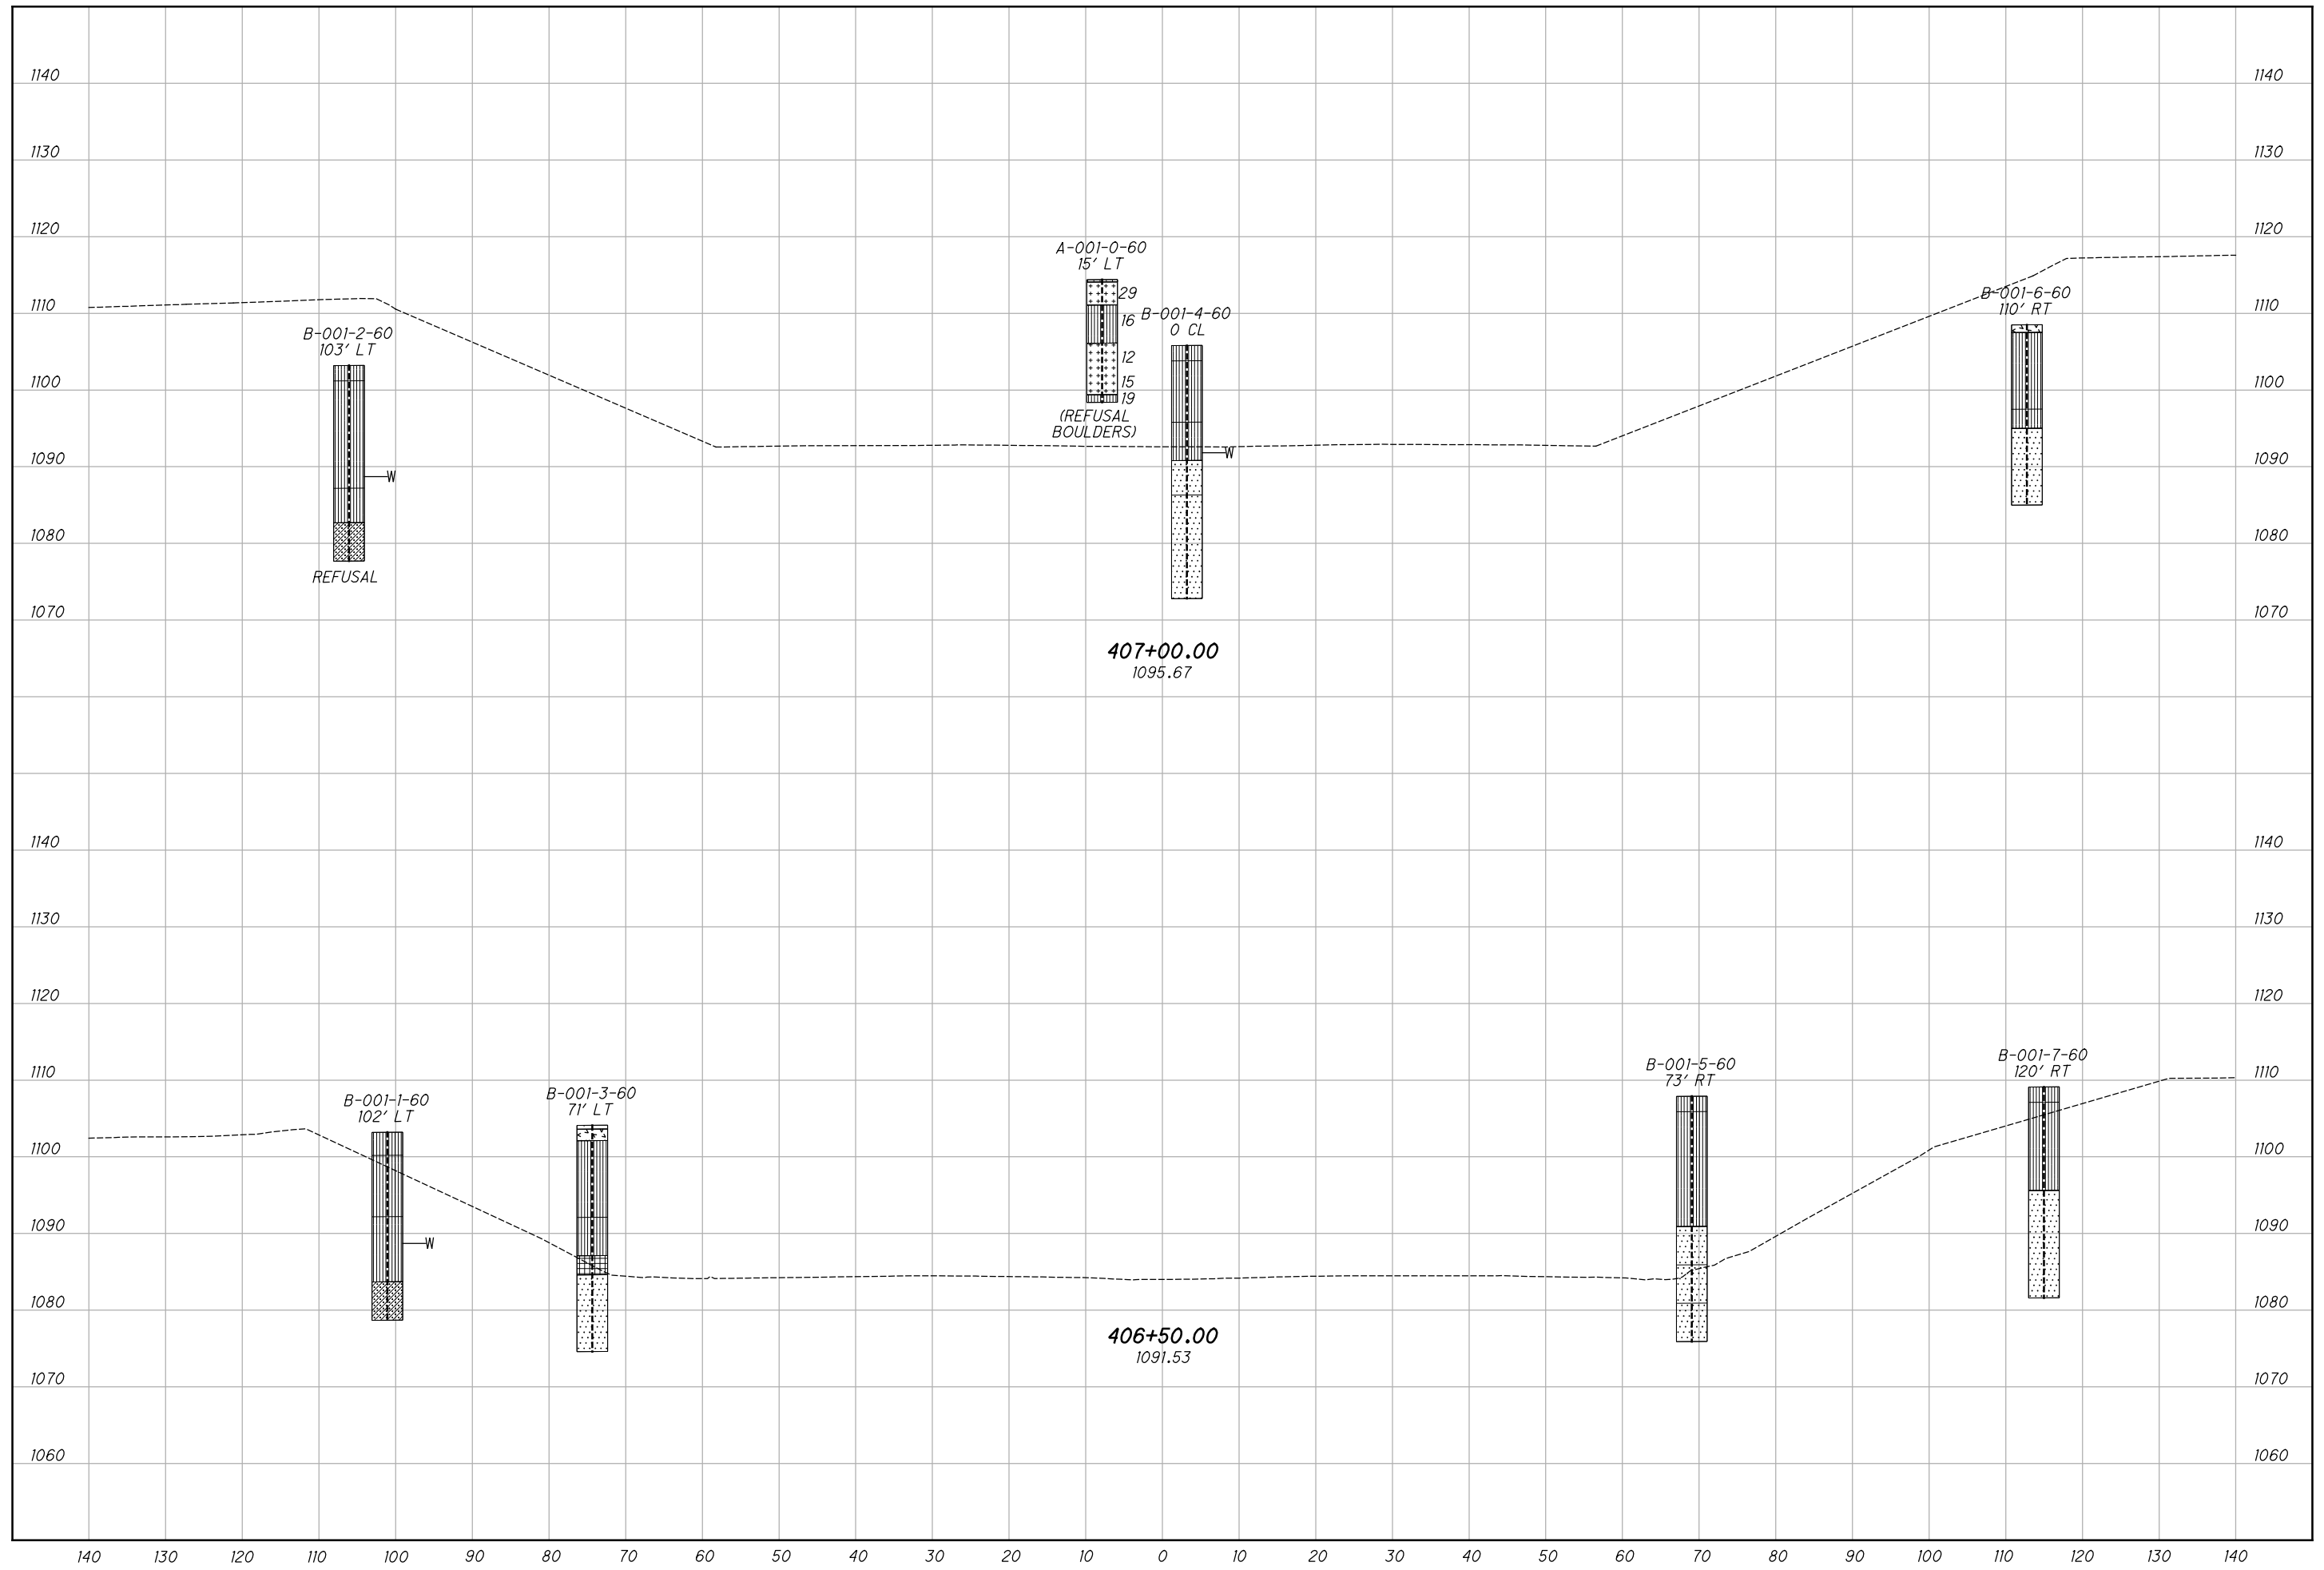 1140 1140
1130 1130
1120 1120
A-001-0-60
15' LT
29
B-001-6-60
1110 1110
110' RT
16 B-001-4-60
0 CL
B-001-2-60
103' LT
12
1100 15 1100
19
(REFUSAL
BOULDERS)
W
1090 1090
W
1080 1080
REFUSAL
1070 1070
407+00.00
1095.67
1140 1140
1130 1130
1120 1120
B-001-7-60
B-001-5-60
1110 120' RT 1110
73' RT
B-001-3-60
B-001-1-60
71' LT
102' LT
1100 1100
1090 1090
W
1080 1080
406+50.00
1091.53
1070 1070
1060 1060
140 130 120 110 100 90 80 70 60 50 40 30 20 10 0 10 20 30 40 50 60 70 80 90 100 110 120 130 140